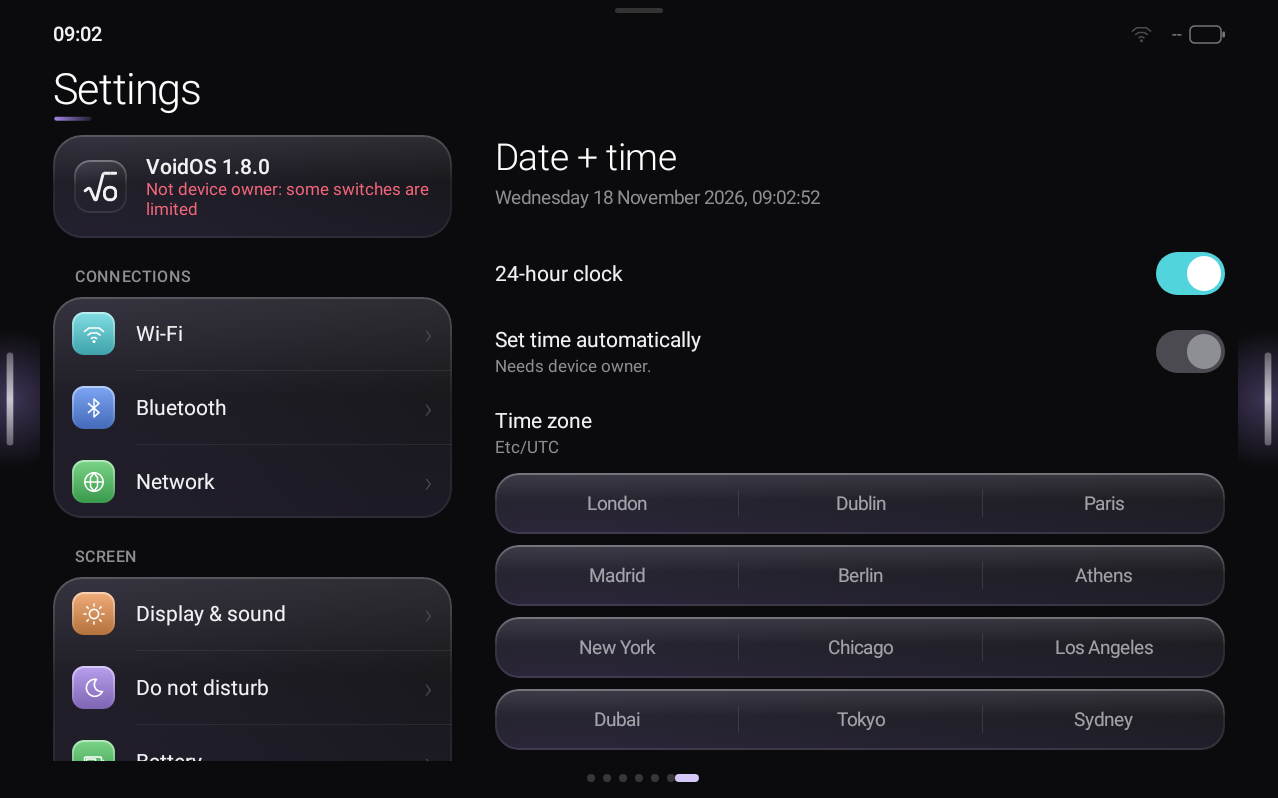 09:02
--
Settings
VoidOS 1.8.0
Not device owner: some switches are
limited
CONNECTIONS
Wi-Fi
Bluetooth
Network
SCREEN
Display & sound
Do not disturb
Battery
Date + time
Wednesday 18 November 2026, 09:02:52
24-hour clock
Set time automatically
Needs device owner.
Time zone
Etc/UTC
London Dublin Paris
Madrid Berlin Athens
New York Chicago Los Angeles
Dubai Tokyo Sydney